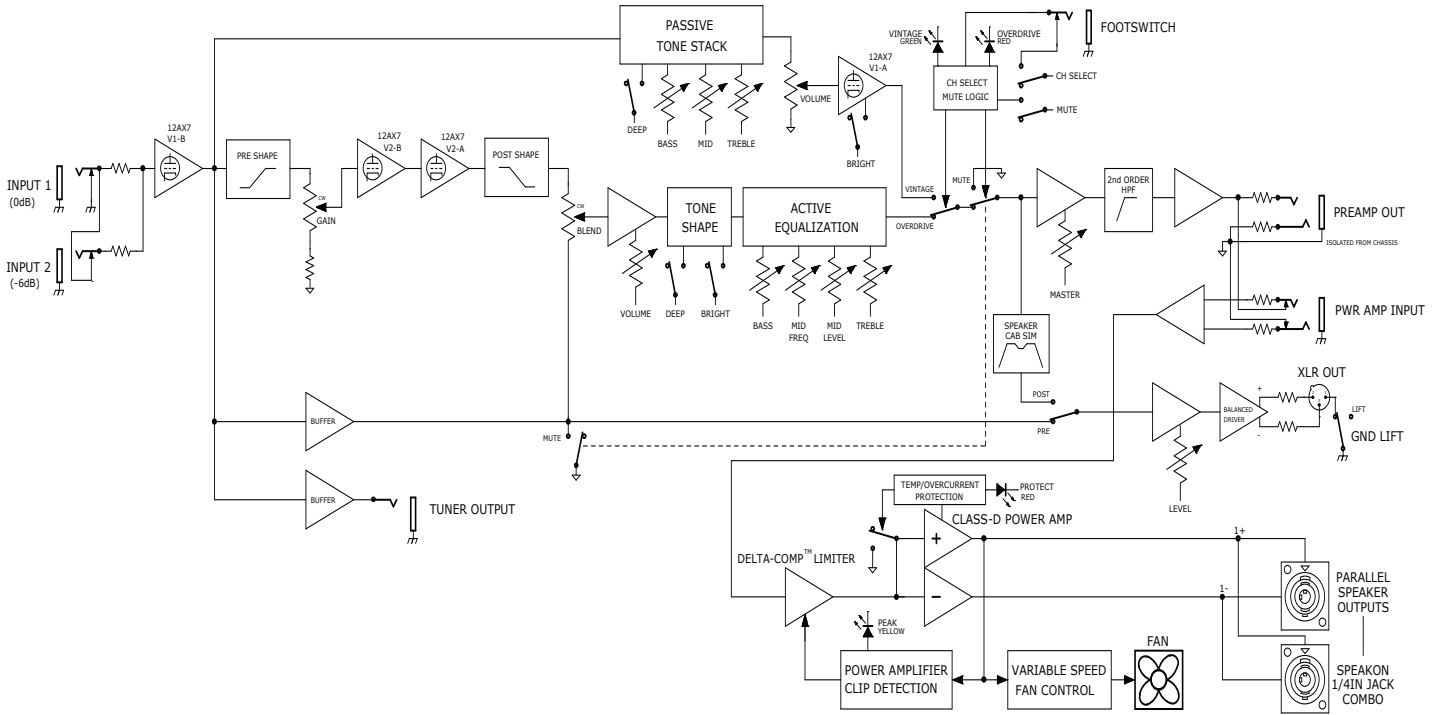 PASSIVE
TONE STACK
DEEP
BASS
MID
TREBLE
VOLUME
12AX7
V1-A
BRIGHT
VINTAGE
GREEN
OVERDRIVE
RED
CH SELECT
MUTE LOGIC
FOOTSWITCH
CH SELECT
MUTE
INPUT 1
(0dB)
INPUT 2
(-6dB)
12AX7
V1-B
PRE SHAPE
CW
GAIN
12AX7
V2-B
12AX7
V2-A
POST SHAPE
CW
BLEND
VOLUME
TONE
SHAPE
DEEP
BRIGHT
ACTIVE
EQUALIZATION
BASS
MID
FREQ
MID
LEVEL
TREBLE
VINTAGE
OVERDRIVE
MUTE
MASTER
2nd ORDER
HPF
PREAMP OUT
ISOLATED FROM CHASSIS
PWR AMP INPUT
SPEAKER
CAB SIM
POST
PRE
BUFFER
MUTE
LEVEL
BALANCED
DRIVER
+
-
XLR OUT
LIFT
GND LIFT
BUFFER
TUNER OUTPUT
TEMP/OVERCURRENT
PROTECTION
PROTECT
RED
CLASS-D POWER AMP
+
-
DELTA-COMP™ LIMITER
PEAK
YELLOW
POWER AMPLIFIER
CLIP DETECTION
VARIABLE SPEED
FAN CONTROL
FAN
1+
1-
PARALLEL
SPEAKER
OUTPUTS
SPEAKON
1/4IN JACK
COMBO